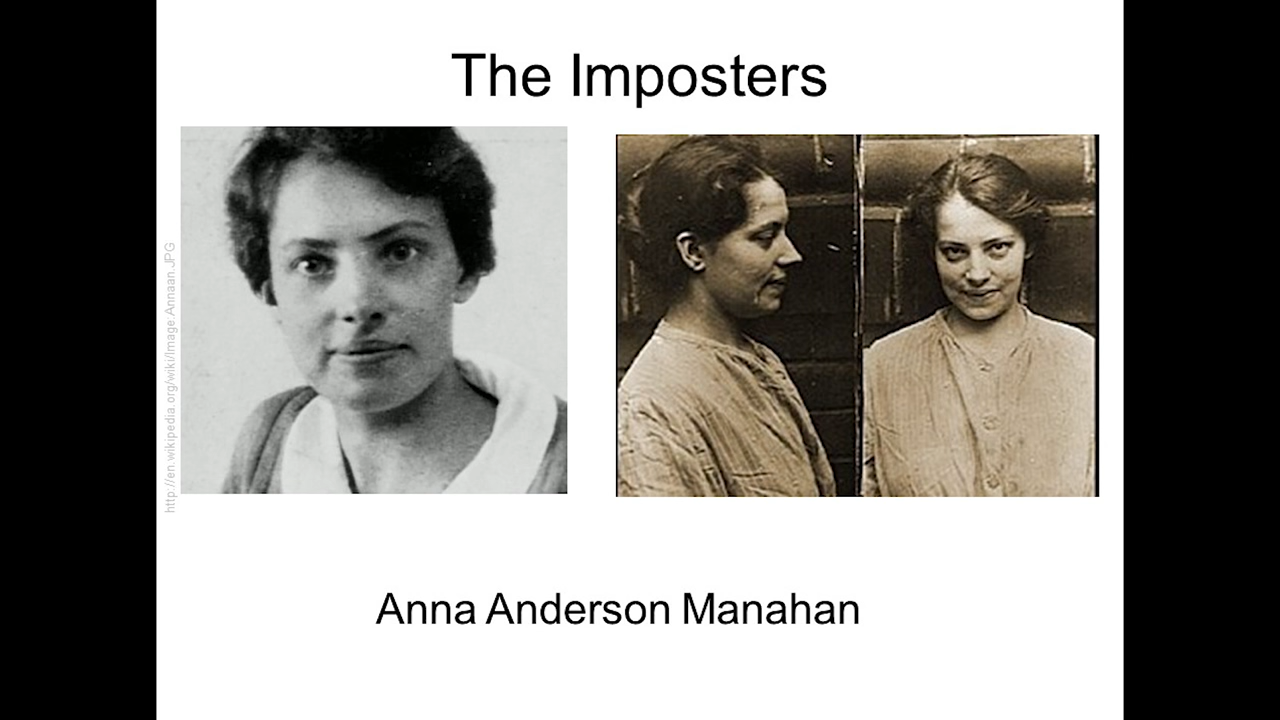 The Imposters
http://en.wikipedia.org/wiki/Image:Annaan.JPG
Anna Anderson Manahan